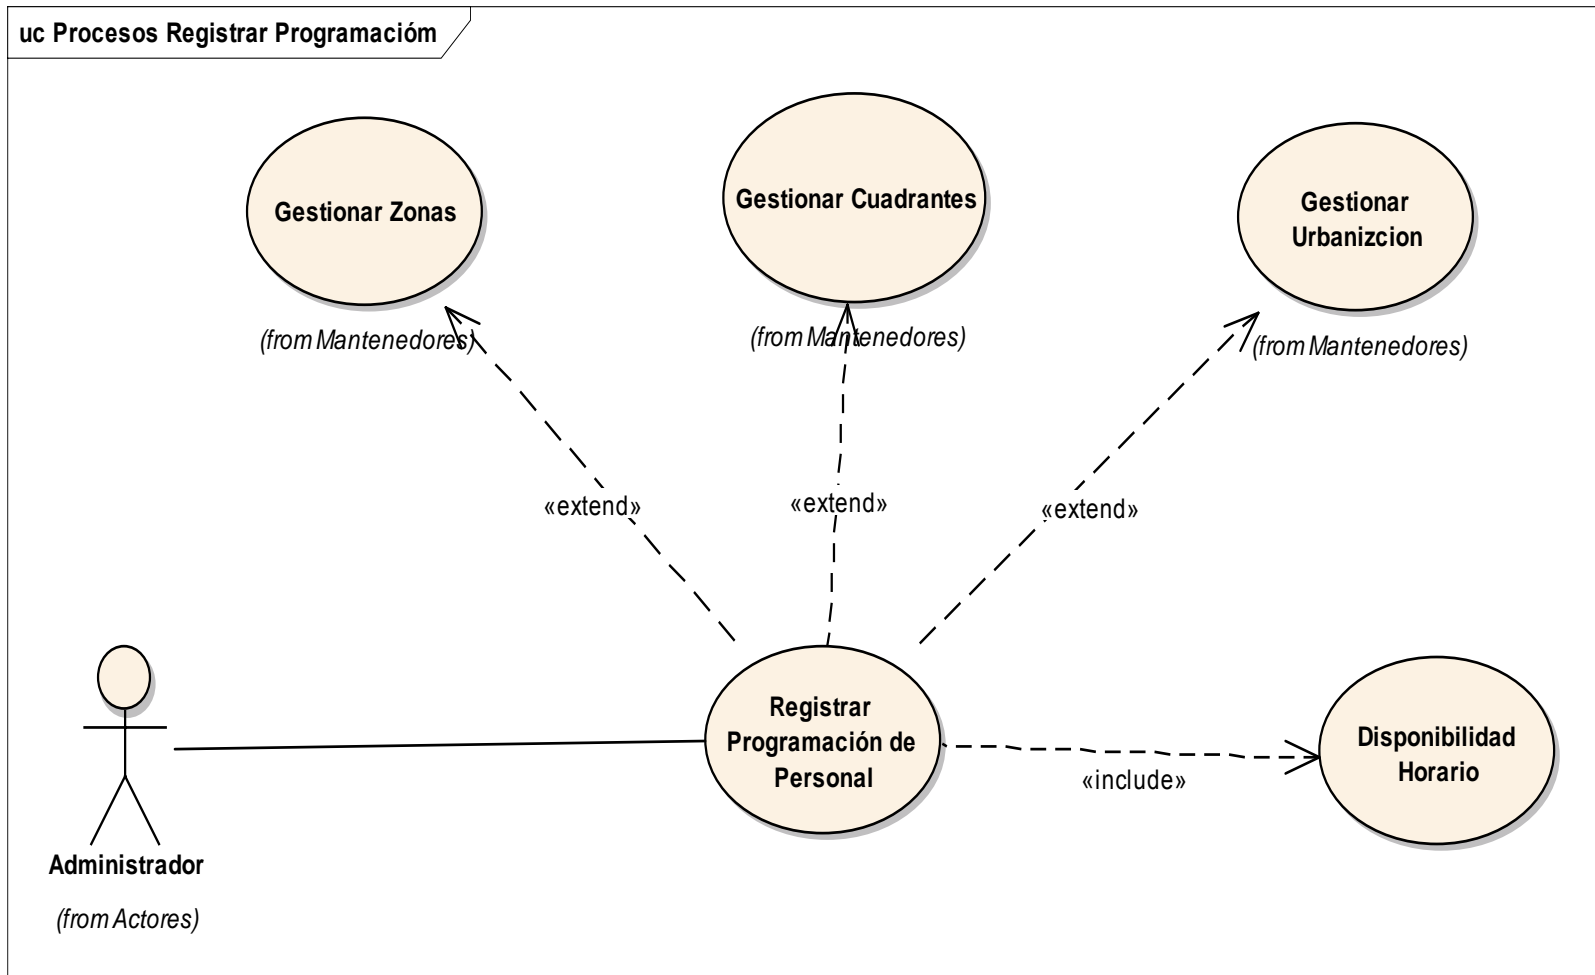 uc Procesos Registrar Programacióm
Gestionar Zonas
(from Mantenedores)
Gestionar Cuadrantes
(from Mantenedores)
Gestionar
Urbanizcion
(from Mantenedores)
«extend»
«extend»
«extend»
Registrar
Programación de
Personal
«include»
Disponibilidad
Horario
Administrador
(from Actores)